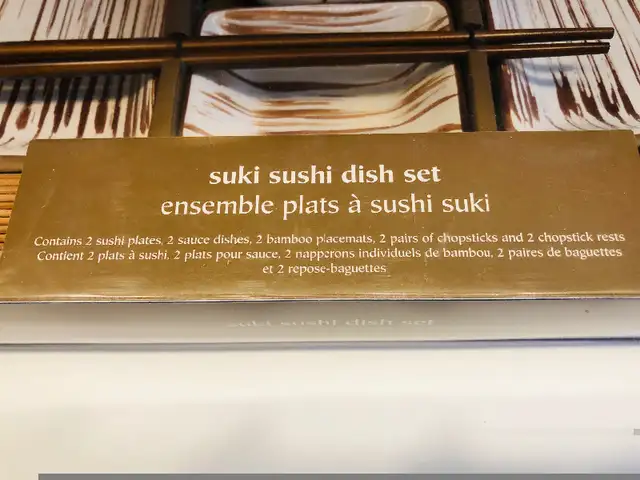 suki sushi dish set
ensemble plats à sushi suki
Contains 2 sushi plates, 2 sauce dishes, 2 bamboo placemats, 2 pairs of chopsticks and 2 chopstick rests
Contient 2 plats à sushi, 2 plats pour sauce, 2 napperons individuels de bambou, 2 paires de baguettes
et 2 repose-baguettes
suki sushi dish set